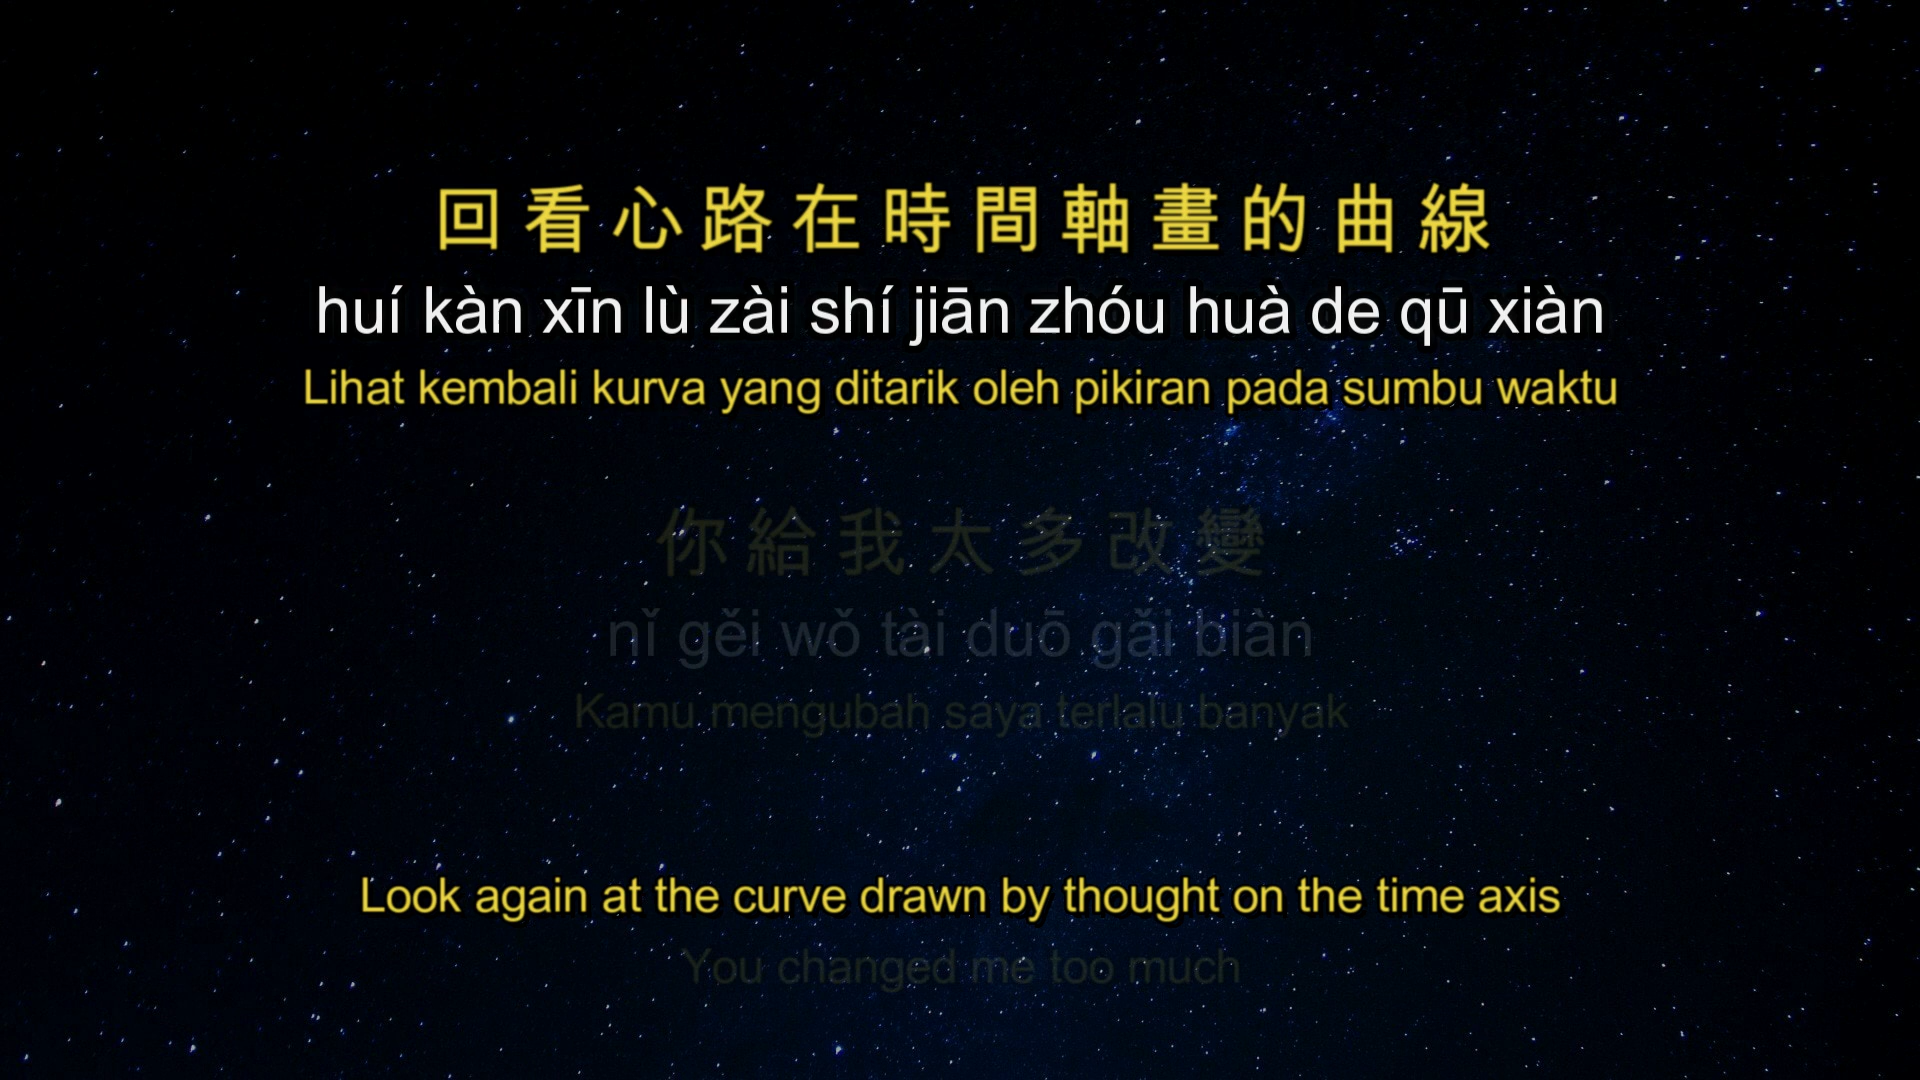 回看心路在時間軸畫的曲線
huí kàn xīn lù zài shí jiān zhóu huà de qū xiàn
Lihat kembali kurva yang ditarik oleh pikiran pada sumbu waktu
你給我太多改變
nǐ gěi wǒ tài duō gǎi biàn
Kamu mengubah saya terlalu banyak
Look again at the curve drawn by thought on the time axis
You changed me too much